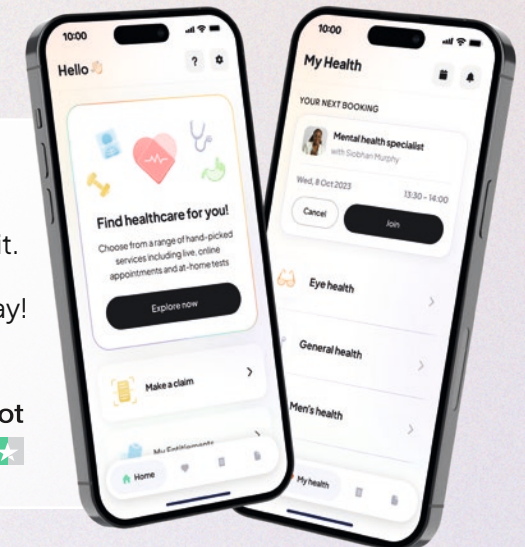 it.
ay!
ot
10:00
Hello
?
Find healthcare for you!
Choose from a range of hand-picked
services including live, online
appointments and at-home tests
Explore now
Make a claim
My Entitlements
Home
10:00
My Health
YOUR NEXT BOOKING
Mental health specialist
with Siobhan Murphy
Wed, 8 Oct 2023
13:30 - 14:00
Cancel
Join
Eye health
General health
Men's health
My health